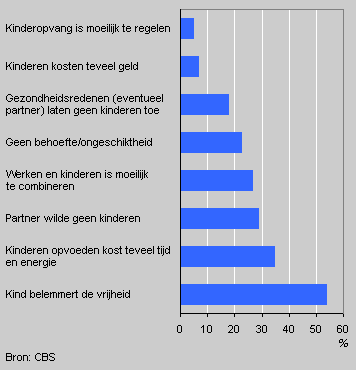 Kinderopvang is moeilijk te regelen
Kinderen kosten teveel geld
Gezondheidsredenen (eventueel
partner) laten geen kinderen toe
Geen behoefte/ongeschiktheid
Werken en kinderen is moeilijk
te combineren
Partner wilde geen kinderen
Kinderen opvoeden kost teveel tijd
en energie
Kind belemmert de vrijheid
0 10 20 30 40 50 60
%
Bron: CBS